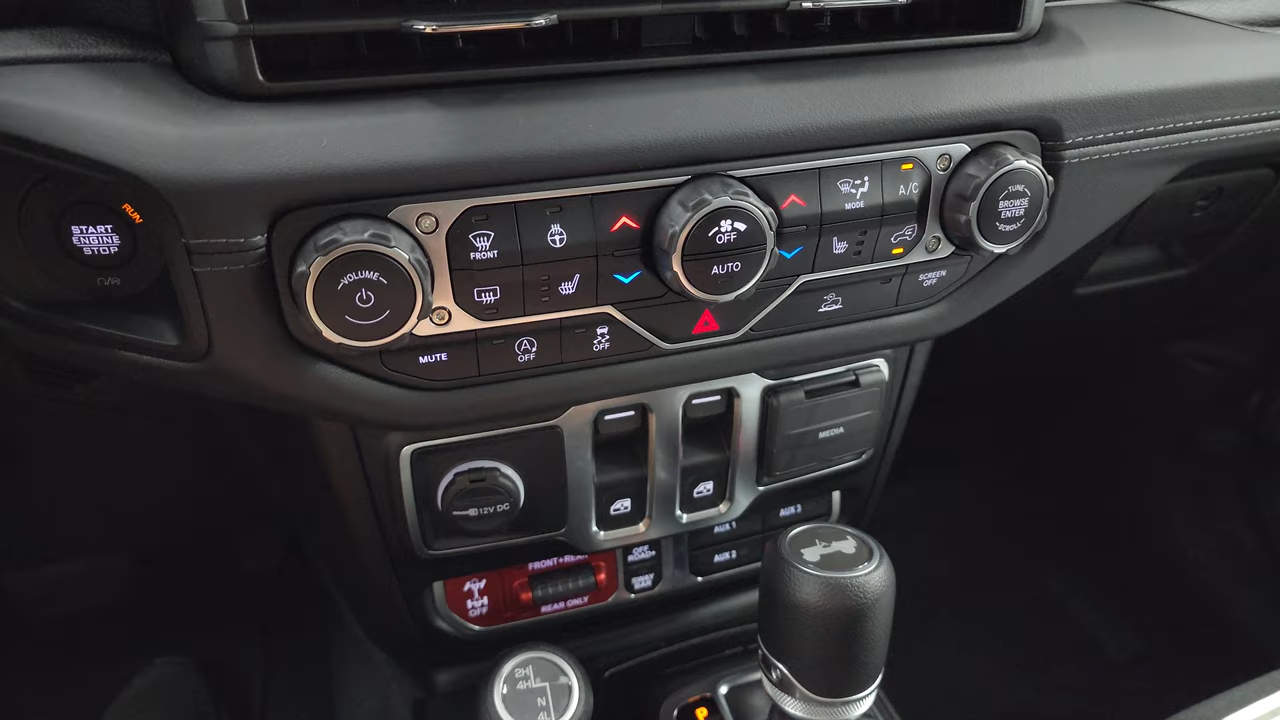 RUN
START
ENGINE
STOP
VOLUME
FRONT
OFF
AUTO
MODE
A/C
TUNE
BROWSE
ENTER
SCROLL
MUTE
A
OFF
OFF
SCREEN
OFF
MEDIA
12V DC
AUX 1
AUX 3
AUX 2
FRONT+REAR
OFF
REAR ONLY
OFF
ROAD+
SWAY
BAR
2H
4H
N
4L
P